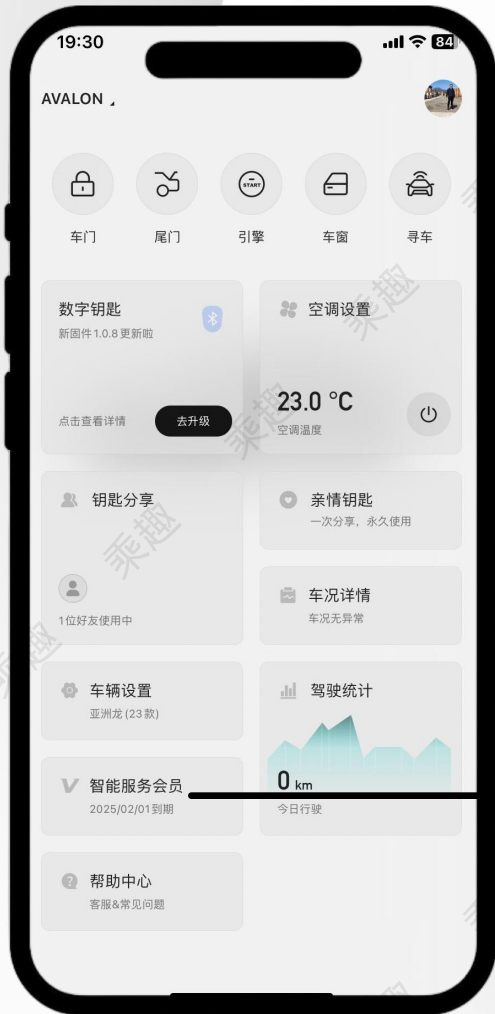 19:30
84
AVALON
START
车门
尾门
引擎
车窗
寻车
数字钥匙
新固件1.0.8更新啦
点击查看详情
去升级
空调设置
23.0 °C
空调温度
钥匙分享
1位好友使用中
亲情钥匙
一次分享，永久使用
车况详情
车况无异常
车辆设置
亚洲龙(23款)
驾驶统计
0 km
今日行驶
智能服务会员
2025/02/01到期
帮助中心
客服&常见问题
乘趣
乘趣
乘趣
乘趣